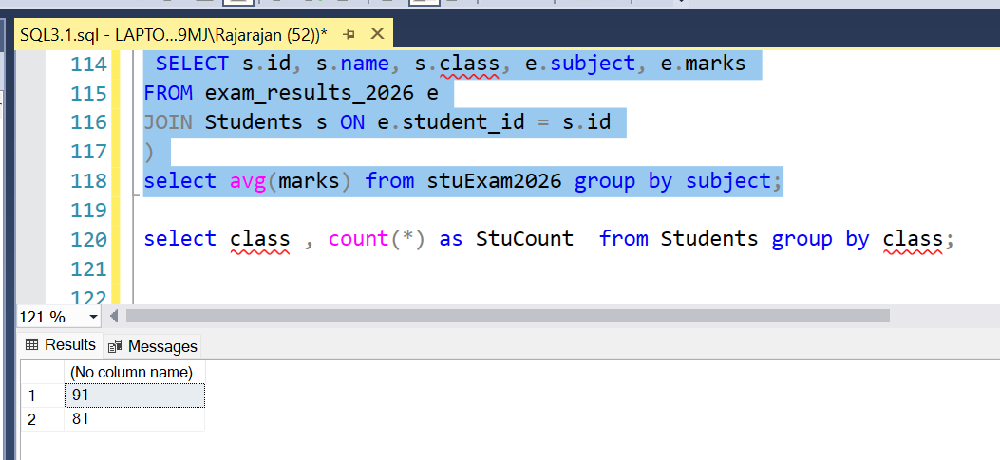 SQL3.1.sql - LAPTO...9MJ\Rajarajan (52))*
114 SELECT s.id, s.name, s.class, e.subject, e.marks
115 FROM exam_results_2026 e
116 JOIN Students s ON e.student_id = s.id
117 )
118 select avg(marks) from stuExam2026 group by subject;
119
120 select class , count(*) as StuCount  from Students group by class;
121
122
121 %
Results Messages
(No column name)
1 91
2 81